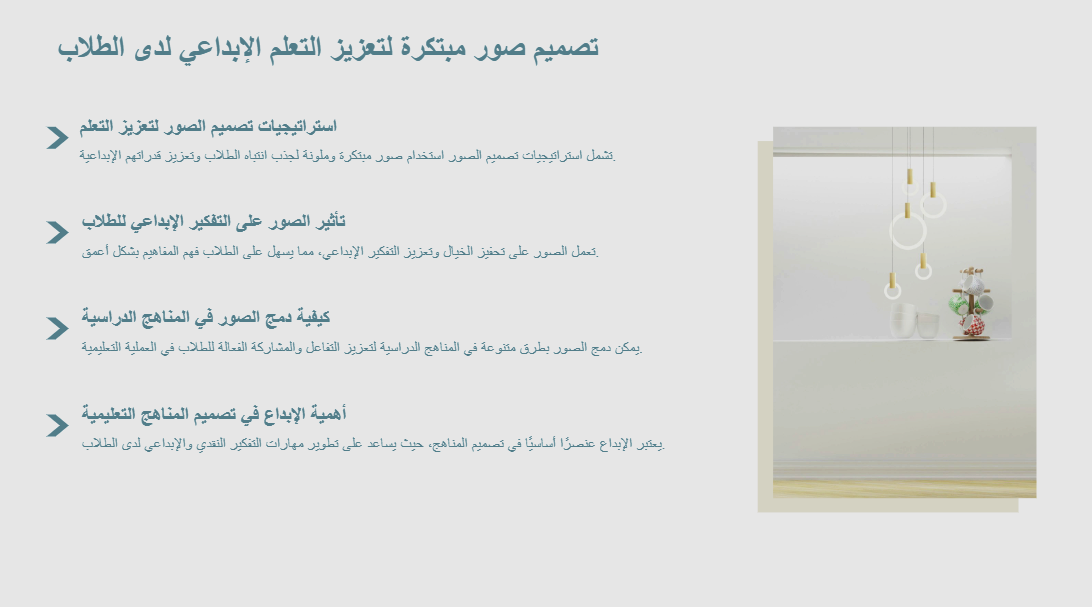 تصميم صور مبتكرة لتعزيز التعلم الإبداعي لدى الطلاب
استراتيجيات تصميم الصور لتعزيز التعلم
تشمل استراتيجيات تصميم الصور استخدام صور مبتكرة وملونة لجذب انتباه الطلاب وتعزيز قدراتهم الإبداعية.
تأثير الصور على التفكير الإبداعي للطلاب
تعمل الصور على تحفيز الخيال وتعزيز التفكير الإبداعي، مما يسهل على الطلاب فهم المفاهيم بشكل أعمق.
كيفية دمج الصور في المناهج الدراسية
يمكن دمج الصور بطرق متنوعة في المناهج الدراسية لتعزيز التفاعل والمشاركة الفعالة للطلاب في العملية التعليمية.
أهمية الإبداع في تصميم المناهج التعليمية
يعتبر الإبداع عنصرًا أساسيًا في تصميم المناهج، حيث يساعد على تطوير مهارات التفكير النقدي والإبداعي لدى الطلاب.